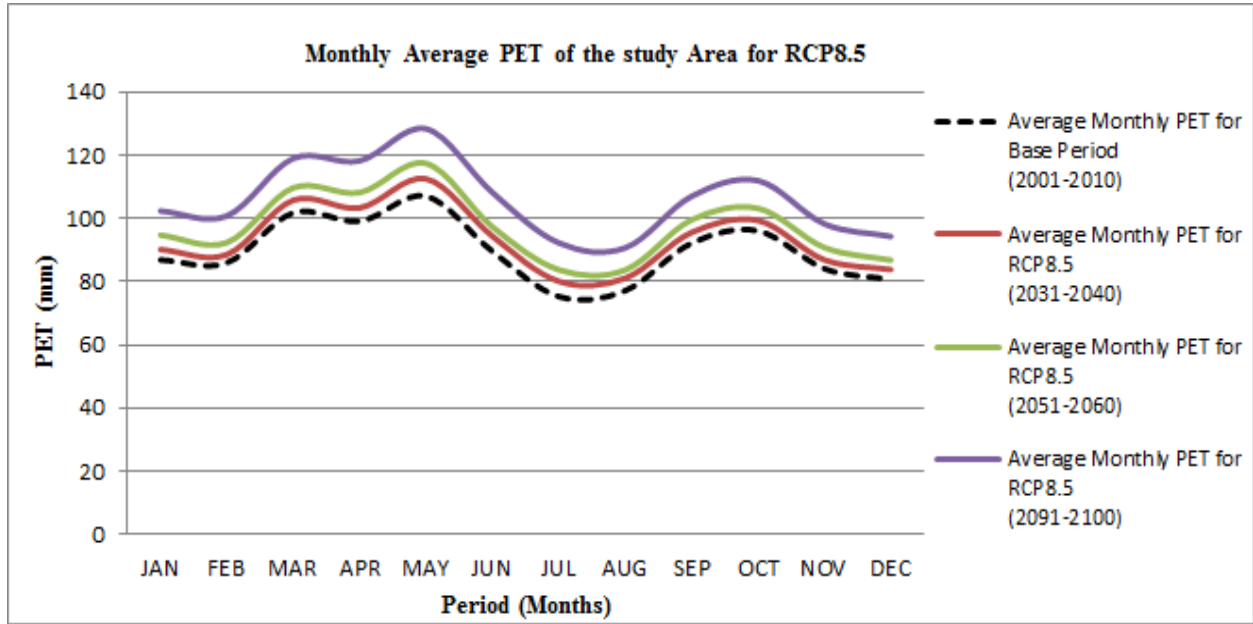 Monthly Average PET of the study Area for RCP8.5
PET (mm)
140
120
100
80
60
40
20
0
JAN FEB MAR APR MAY JUN JUL AUG SEP OCT NOV DEC
Period (Months)
Average Monthly PET for
Base Period
(2001-2010)
Average Monthly PET for
RCP8.5
(2031-2040)
Average Monthly PET for
RCP8.5
(2051-2060)
Average Monthly PET for
RCP8.5
(2091-2100)